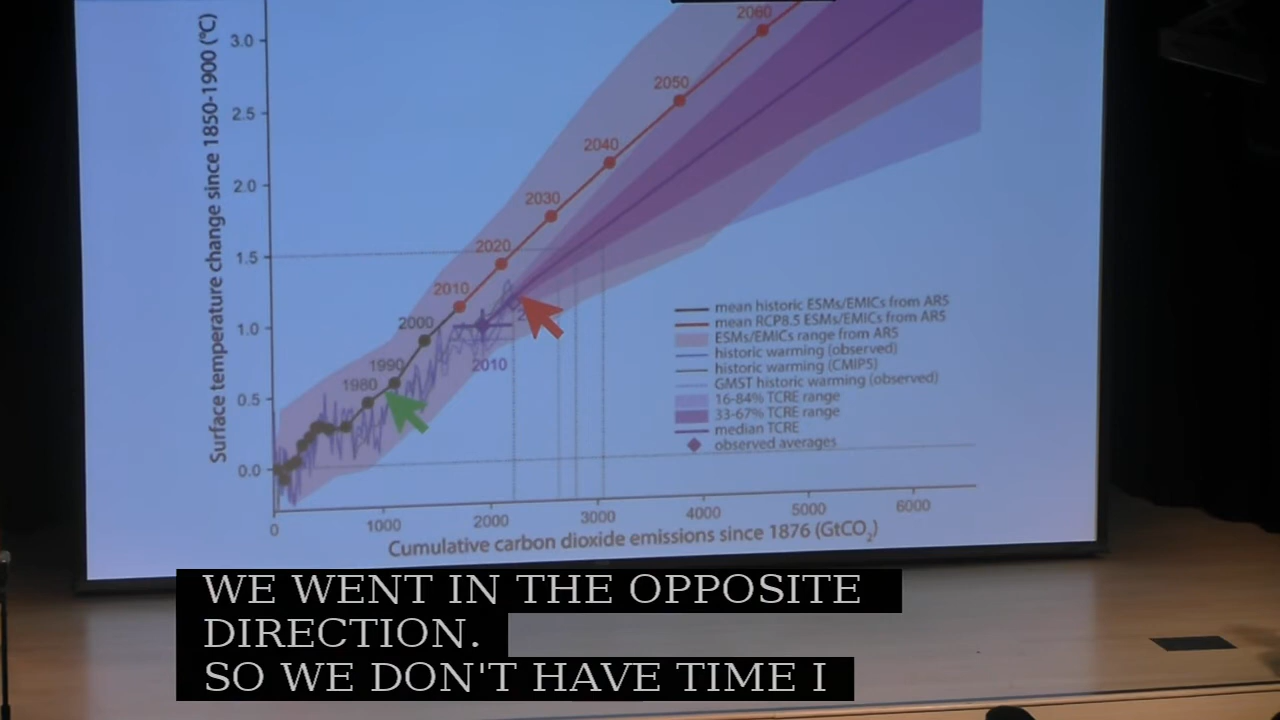 2060
3.0
2050
2.5
2040
2.0
2030
2020
1.5
2010
2000
1.0
1990
2010
1980
0.5
0.0
Surface temperature change since 1850-1900 (°C)
mean historic ESMs/EMICs from AR5
mean RCP8.5 ESMs/EMICs from AR5
ESMs/EMICs range from AR5
historic warming (observed)
historic warming (CMIP5)
GMST historic warming (observed)
16-84% TCRE range
33-67% TCRE range
median TCRE
observed averages
0 1000 2000 3000 4000 5000 6000
Cumulative carbon dioxide emissions since 1876 (GtCO₂)
WE WENT IN THE OPPOSITE
DIRECTION.
SO WE DON'T HAVE TIME I